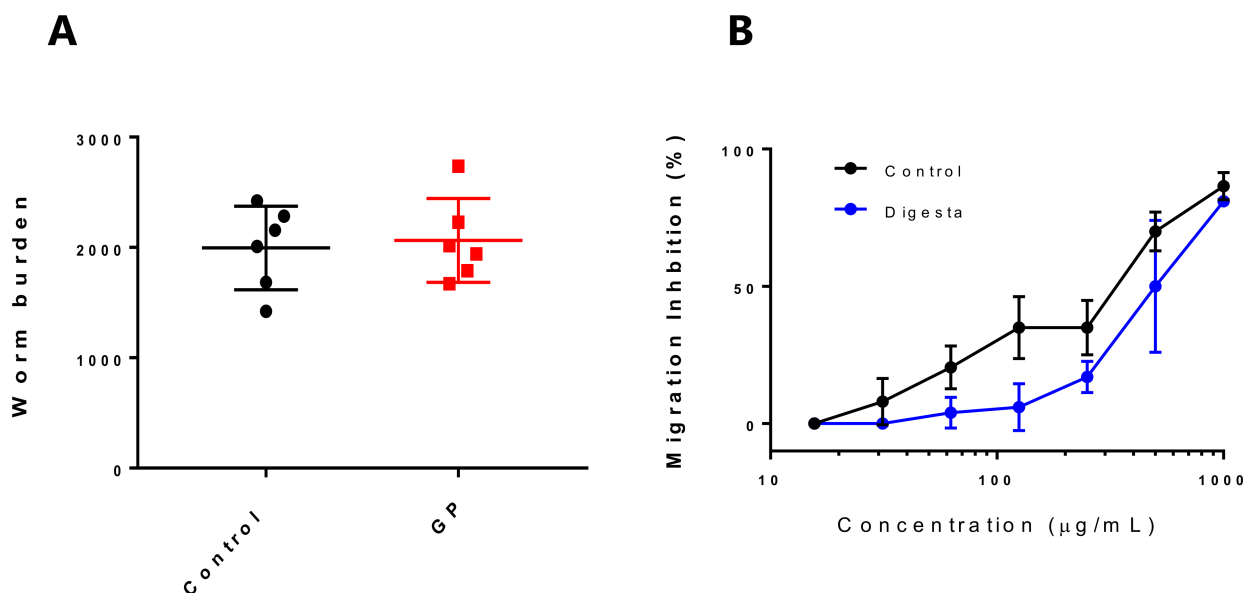 A
Worm burden
3000
2000
1000
0
Control
GP
B
Migration Inhbition (%)
100
50
0
Control
Digesta
10
100
1000
Concentration (μg/mL)